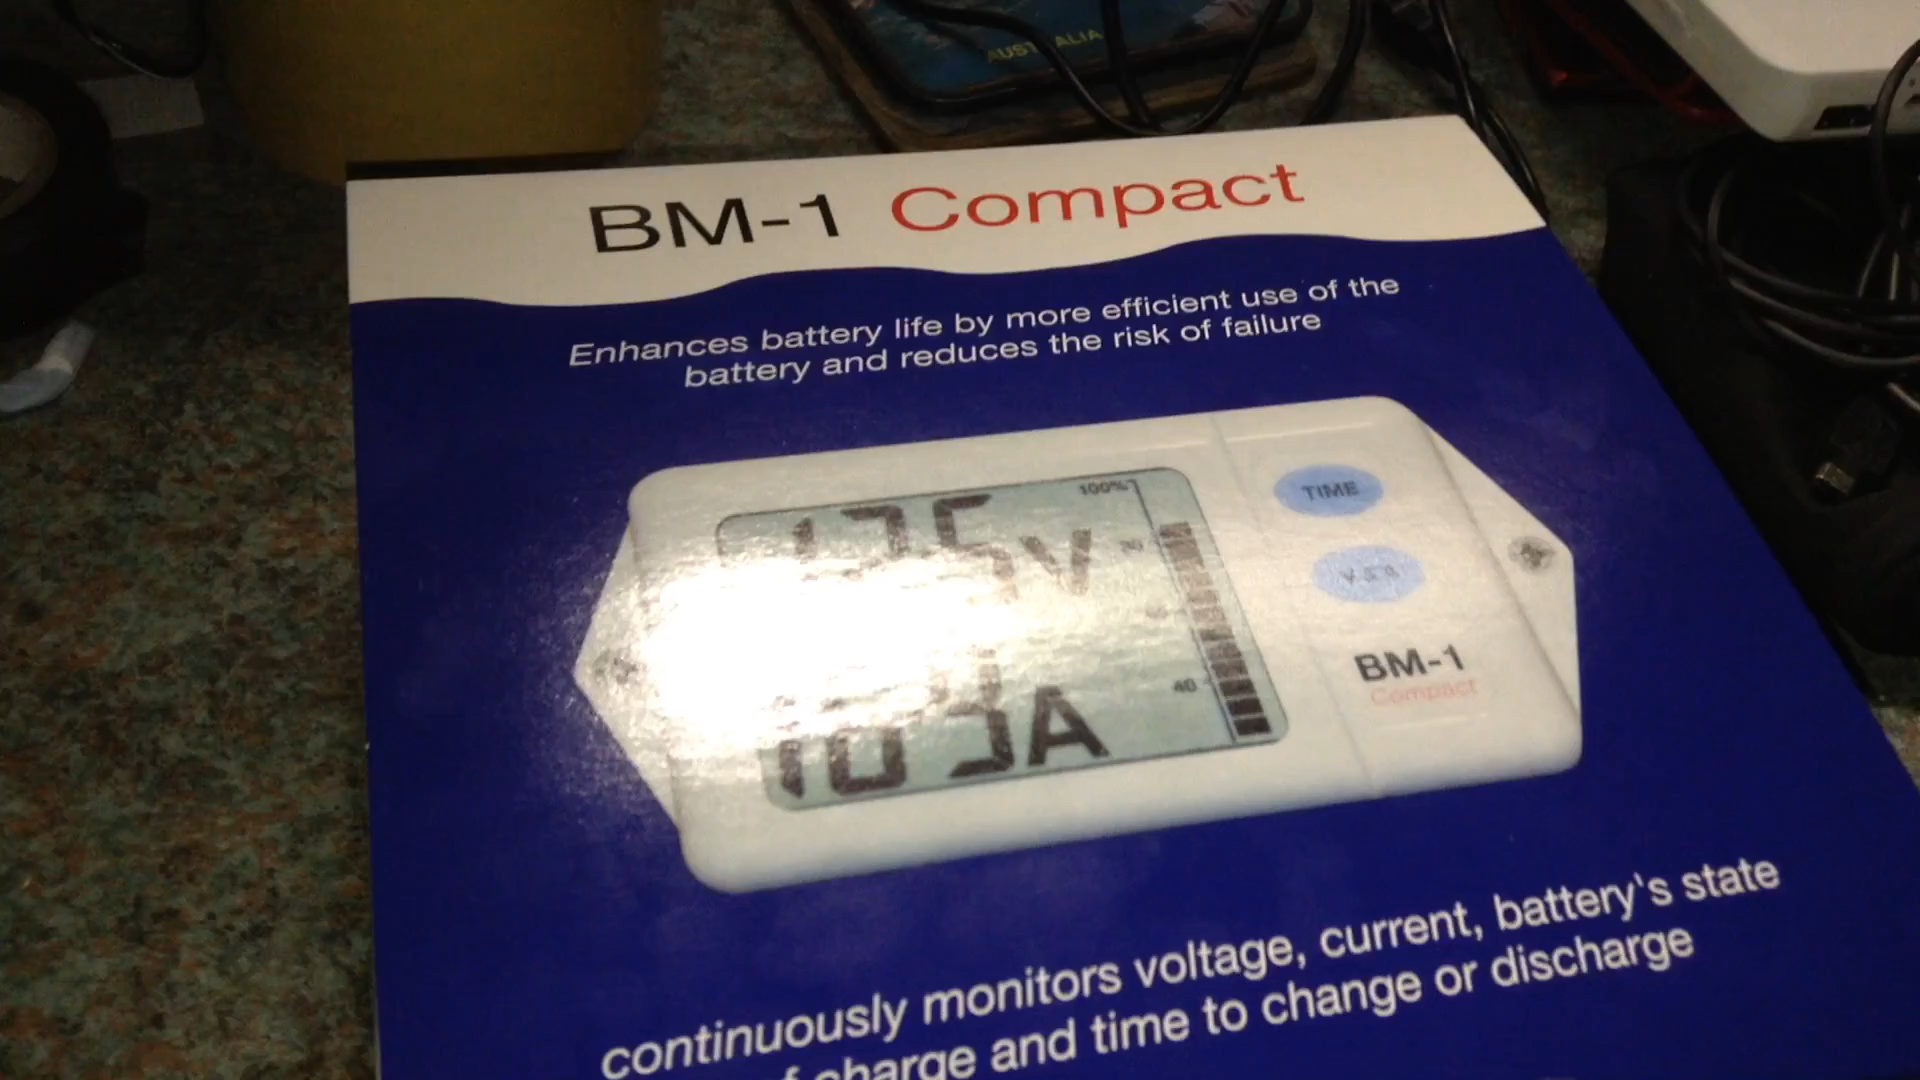 AUSTRALIA
BM-1 Compact
Enhances battery life by more efficient use of the
battery and reduces the risk of failure
100%
TIME
40
A
BM-1
Compact
continuously monitors voltage, current, battery's state
charge and time to change or discharge